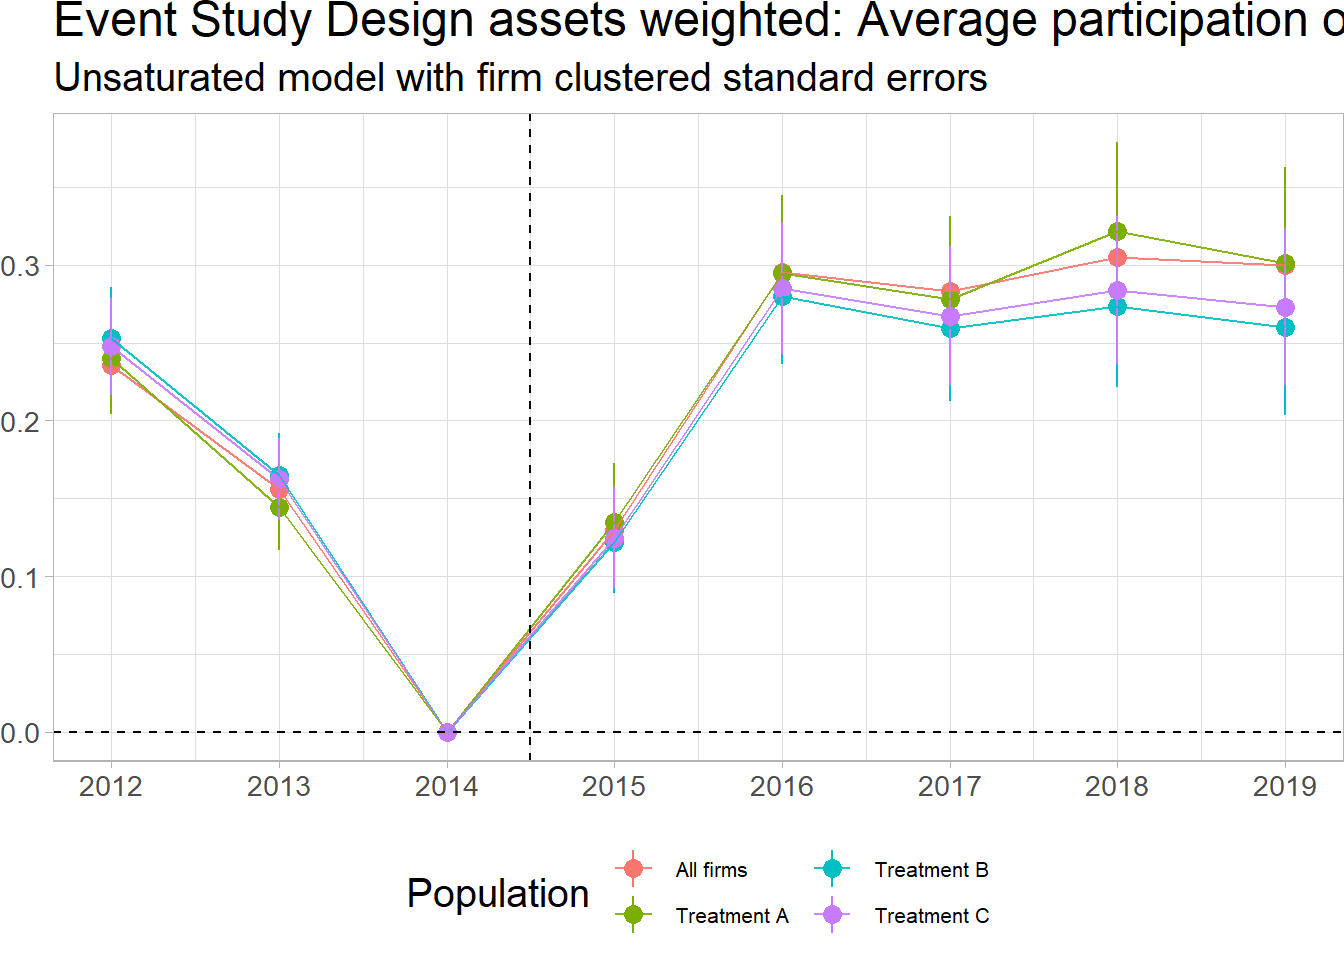 Event Study Design assets weighted: Average participation o
Unsaturated model with firm clustered standard errors
0.3
0.2
0.1
0.0
2012 2013 2014 2015 2016 2017 2018 2019
Population
All firms
Treatment A
Treatment B
Treatment C